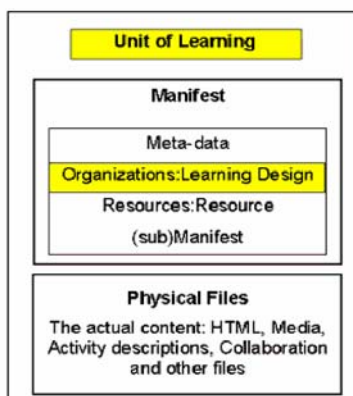 Unit of Learning
Manifest
Meta-data
Organizations:Learning Design
Resources:Resource
(sub)Manifest
Physical Files
The actual content: HTML, Media,
Activity descriptions, Collaboration
and other files